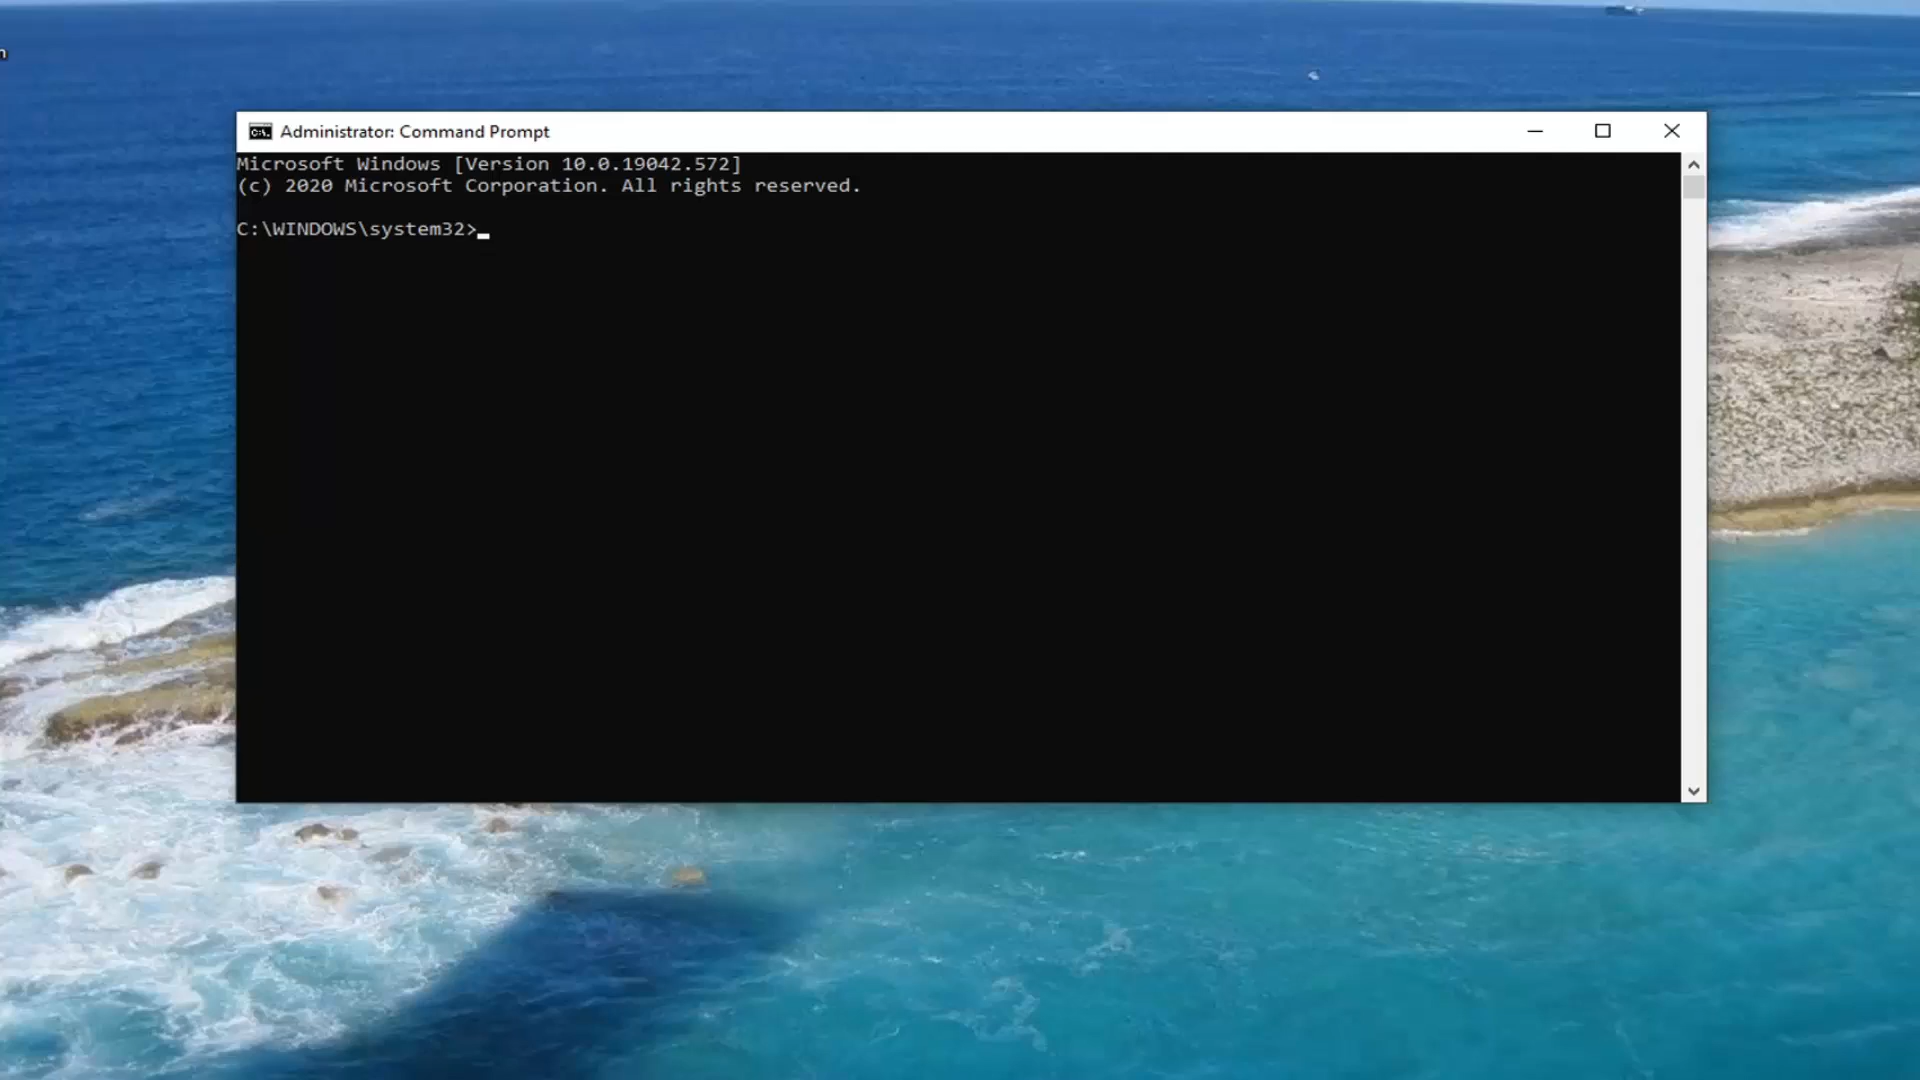 n
Administrator: Command Prompt
Microsoft Windows [Version 10.0.19042.572]
(c) 2020 Microsoft Corporation. All rights reserved.
C:\WINDOWS\system32>